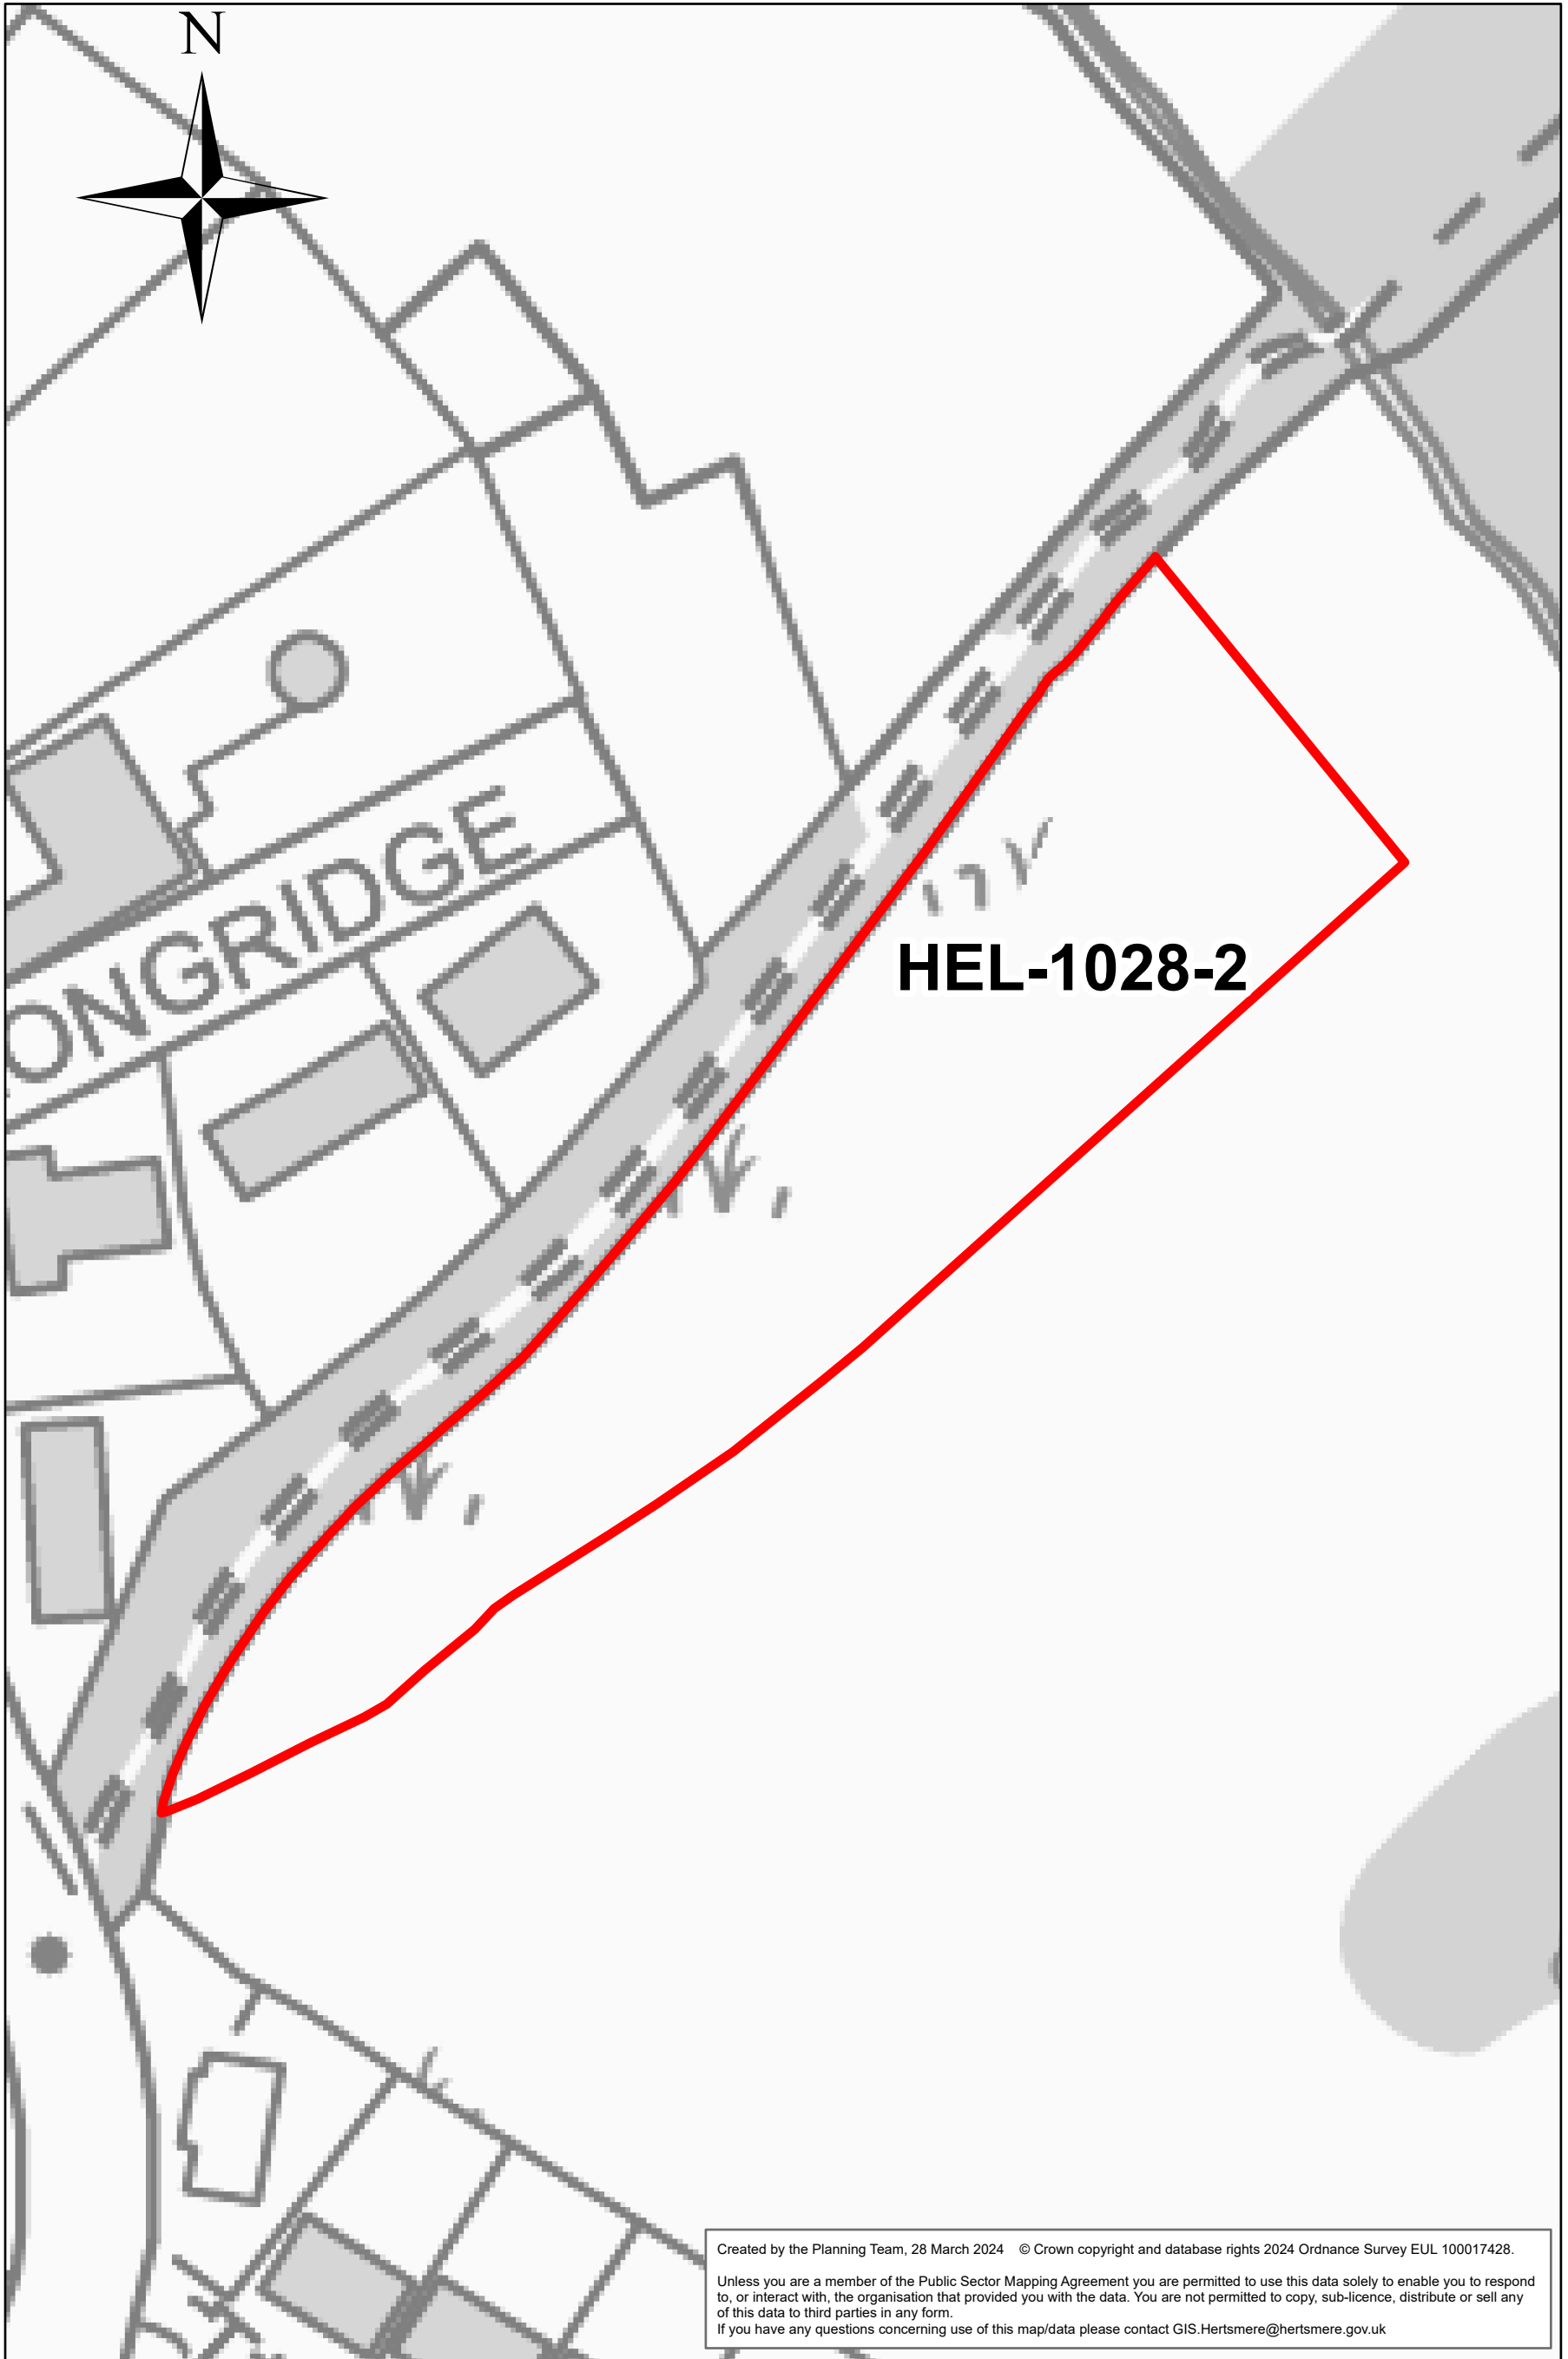 N
ONGRIDGE
HEL-1028-2
Created by the Planning Team, 28 March 2024 © Crown copyright and database rights 2024 Ordnance Survey EUL 100017428.
Unless you are a member of the Public Sector Mapping Agreement you are permitted to use this data solely to enable you to respond
to, or interact with, the organisation that provided you with the data. You are not permitted to copy, sub-licence, distribute or sell any
of this data to third parties in any form.
If you have any questions concerning use of this map/data please contact GIS.Hertsmere@hertsmere.gov.uk